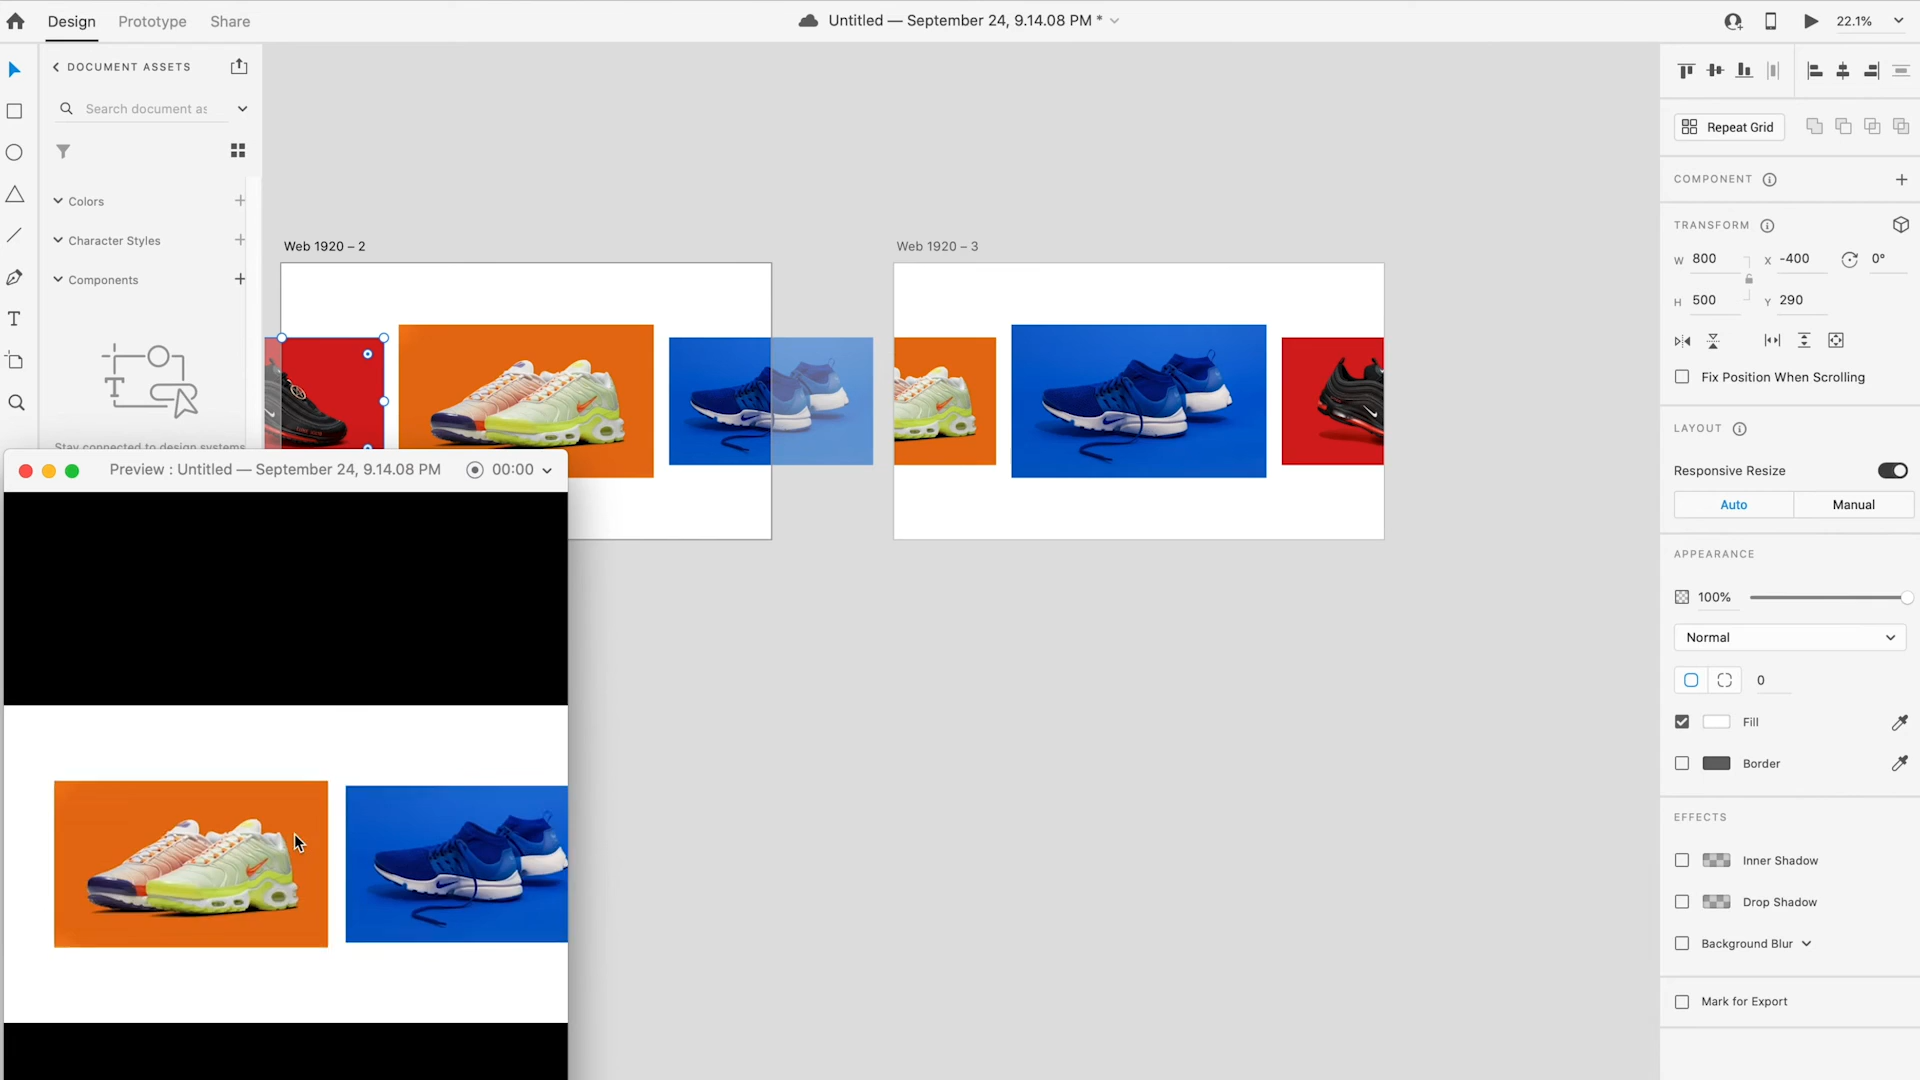 Design
Prototype
Share
Untitled — September 24, 9.14.08 PM *
22.1%
DOCUMENT ASSETS
Search document as
Colors
Character Styles
Components
Stay connected to design systems
Web 1920 – 2
Web 1920 – 3
Preview : Untitled — September 24, 9.14.08 PM
00:00
Repeat Grid
COMPONENT
TRANSFORM
W 800
X -400
0°
H 500
Y 290
Fix Position When Scrolling
LAYOUT
Responsive Resize
Auto
Manual
APPEARANCE
100%
Normal
0
Fill
Border
EFFECTS
Inner Shadow
Drop Shadow
Background Blur
Mark for Export